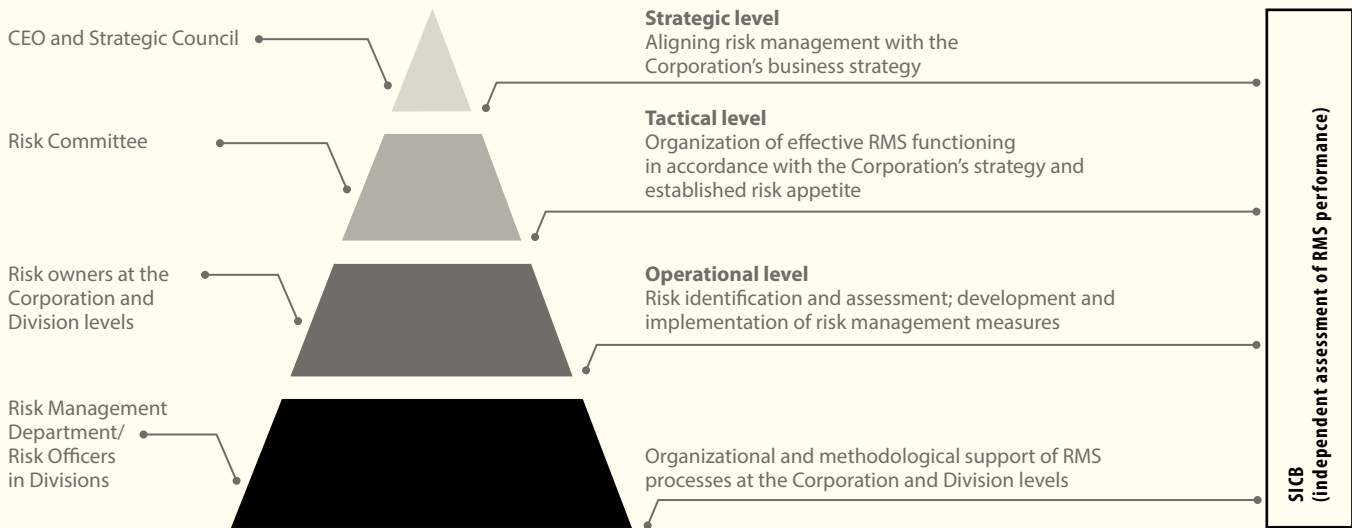 CEO and Strategic Council
Strategic level
Aligning risk management with the
Corporation’s business strategy
Risk Committee
Tactical level
Organization of effective RMS functioning
in accordance with the Corporation’s strategy and
established risk appetite
Risk owners at the
Corporation and
Division levels
Operational level
Risk identification and assessment; development and
implementation of risk management measures
Risk Management
Department/
Risk Officers
in Divisions
Organizational and methodological support of RMS
processes at the Corporation and Division levels
SICB
(independent assessment of RMS performance)